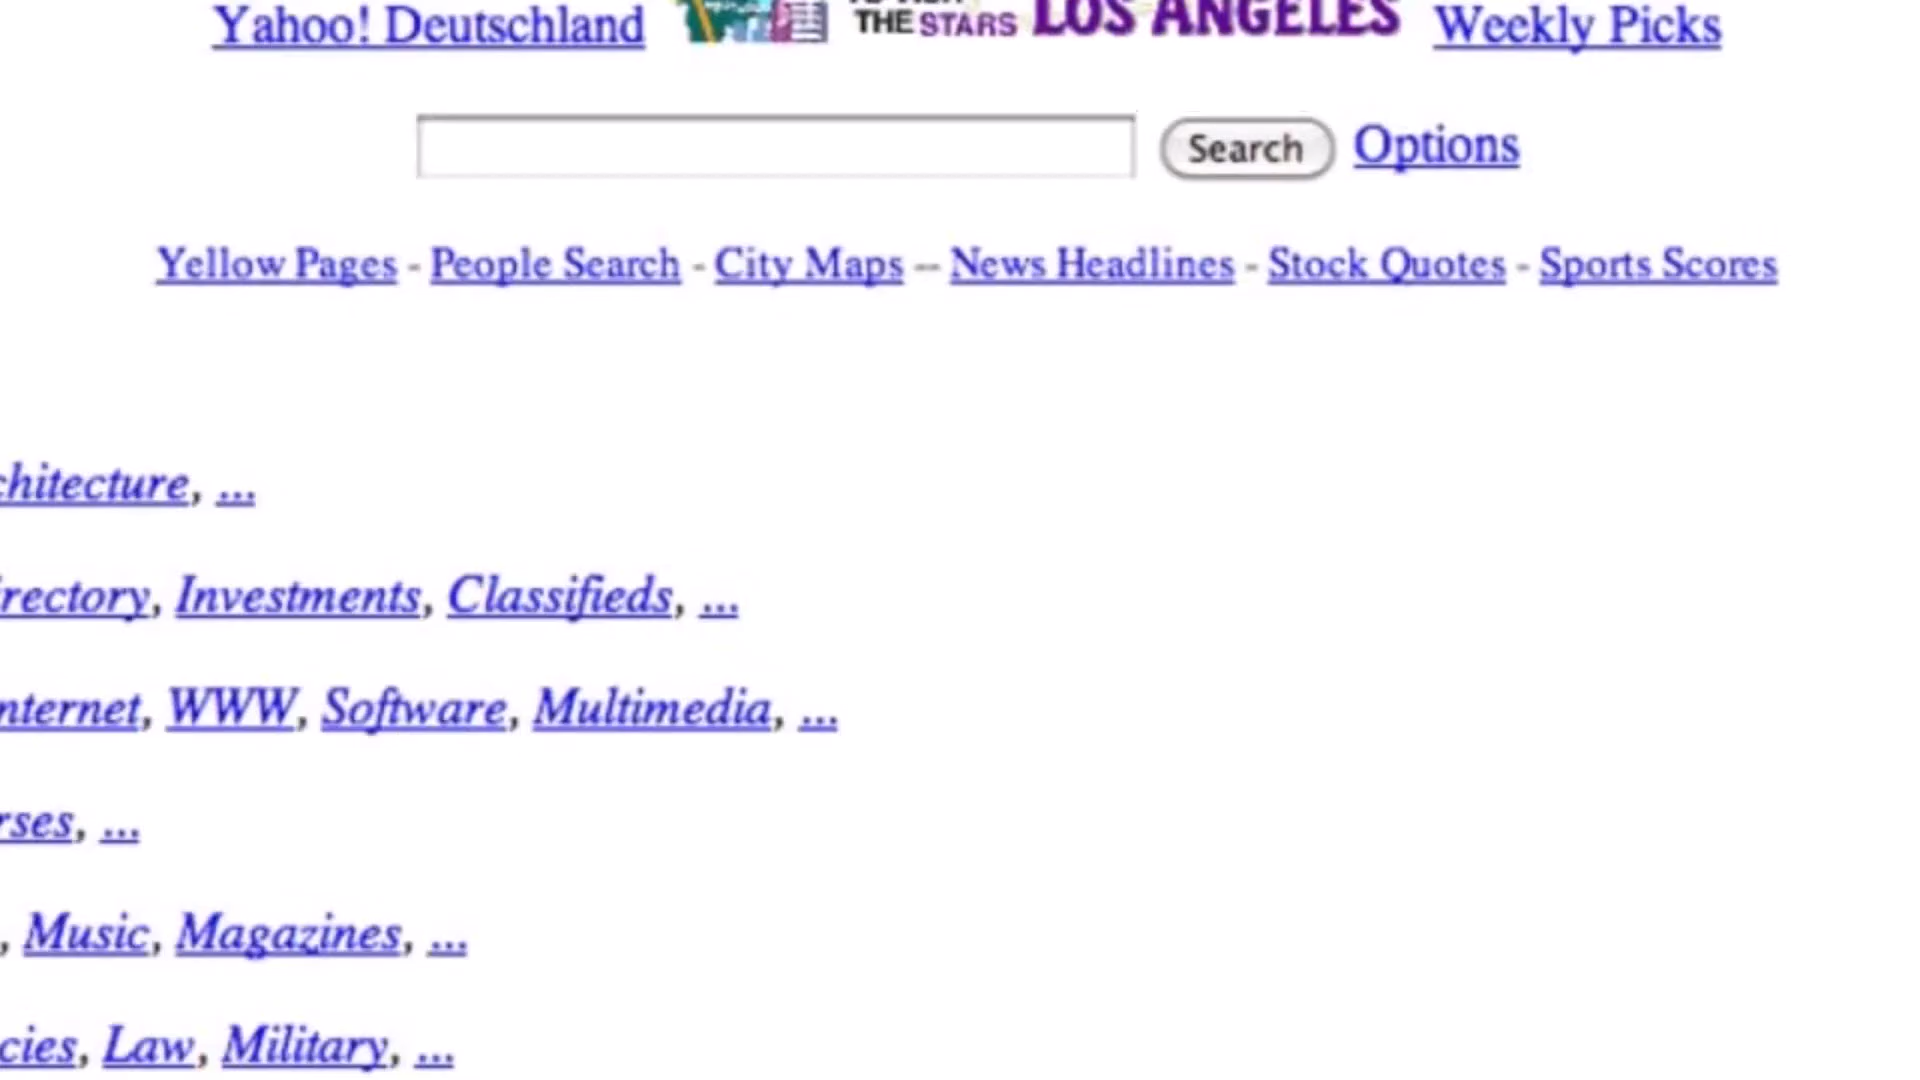 Yahoo! Deutschland THE STARS LOS ANGELES Weekly Picks
Search Options
Yellow Pages - People Search - City Maps -- News Headlines - Stock Quotes - Sports Scores
chitecture, ...
rectory, Investments, Classifieds, ...
nternet, WWW, Software, Multimedia, ...
rses, ...
, Music, Magazines, ...
cies, Law, Military, ...